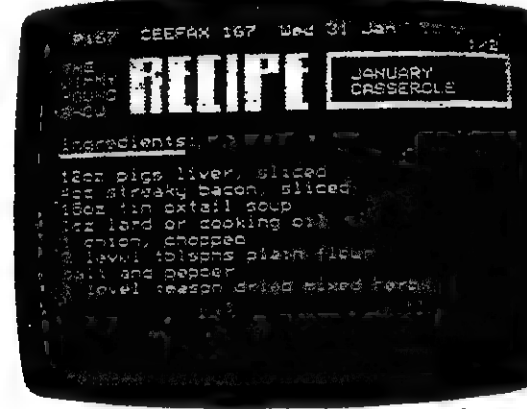 P167 CEEFAX 167 Wed 31 Jan
1/2
RECIPE
JANUARY
CASSEROLE
Ingredients:
12oz pigs liver, sliced
streaky bacon, sliced
tin oxtail soup
lard or cooking oil
onion, chopped
level tblspns plain flour
salt and pepper
level teaspn dried mixed herbs